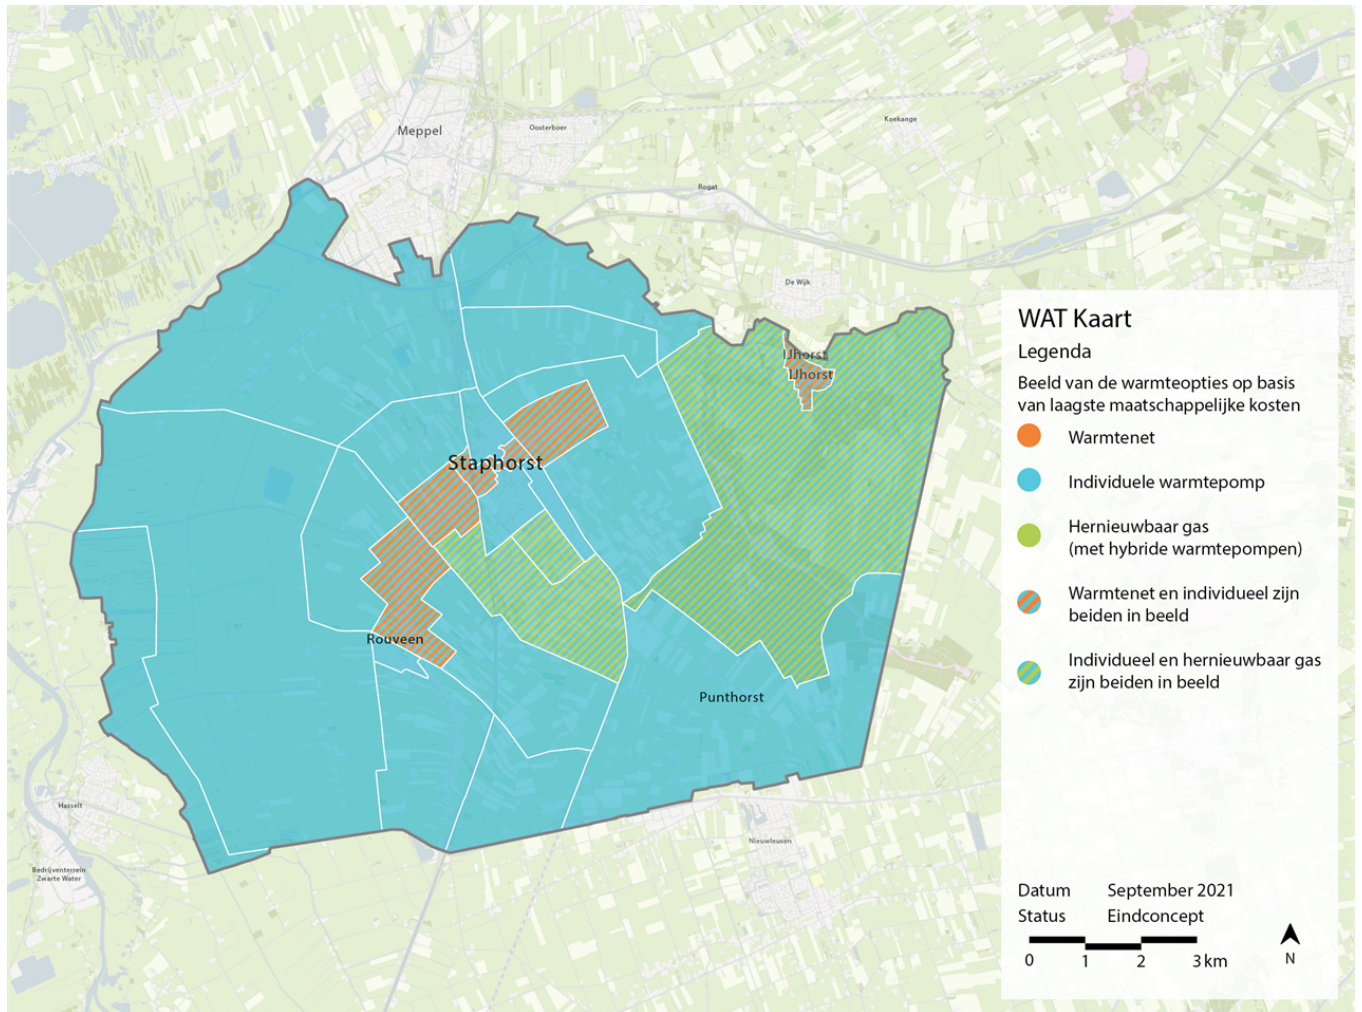 Meppel
Oosterboer
Koekange
Rogat
De Wijk
IJhorst
IJhorst
Staphorst
Rouveen
Punthorst
Hasselt
Bedrijventerrein
Zwarte Water
Nieuwleusen
WAT Kaart
Legenda
Beeld van de warmteopties op basis
van laagste maatschappelijke kosten
Warmtenet
Individuele warmtepomp
Hernieuwbaar gas
(met hybride warmtepompen)
Warmtenet en individueel zijn
beiden in beeld
Individueel en hernieuwbaar gas
zijn beiden in beeld
Datum September 2021
Status Eindconcept
0 1 2 3 km
N